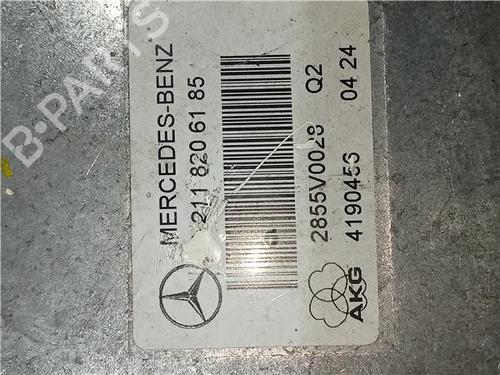 MERCEDES-BENZ
211 820 61 85
2855V0028 Q2
4190453 04 24
AKG
B-PARTS